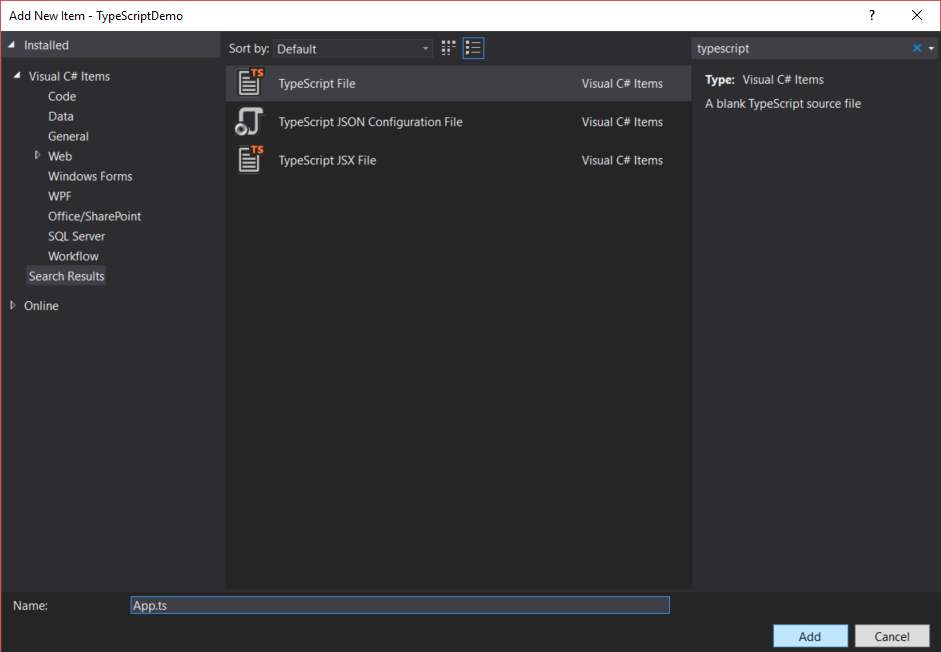 Add New Item - TypeScriptDemo
?
Installed
Visual C# Items
Code
Data
General
Web
Windows Forms
WPF
Office/SharePoint
SQL Server
Workflow
Search Results
Online
Sort by: Default
TS TypeScript File Visual C# Items
TypeScript JSON Configuration File Visual C# Items
TS TypeScript JSX File Visual C# Items
typescript
Type: Visual C# Items
A blank TypeScript source file
Name: App.ts
Add Cancel